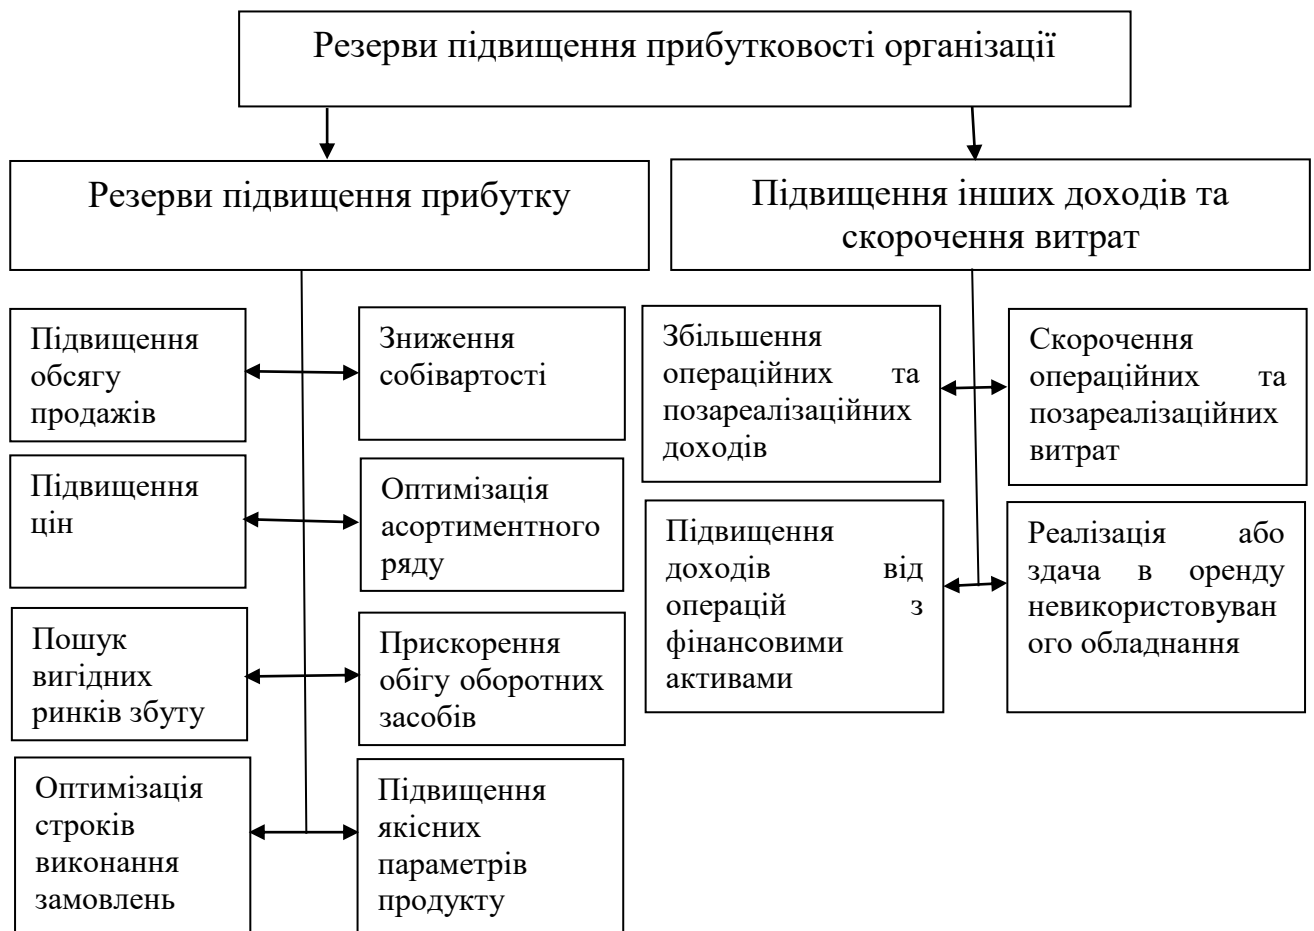 Резерви підвищення прибутковості організації
Резерви підвищення прибутку
Підвищення інших доходів та
скорочення витрат
Підвищення
обсягу
продажів
Зниження
собівартості
Збільшення
операційних та
позареалізаційних
доходів
Скорочення
операційних та
позареалізаційних
витрат
Підвищення
цін
Оптимізація
асортиментного
ряду
Підвищення
доходів від
операцій з
фінансовими
активами
Реалізація або
здача в оренду
невикористовуван
ого обладнання
Пошук
вигідних
ринків збуту
Прискорення
обігу оборотних
засобів
Оптимізація
строків
виконання
замовлень
Підвищення
якісних
параметрів
продукту